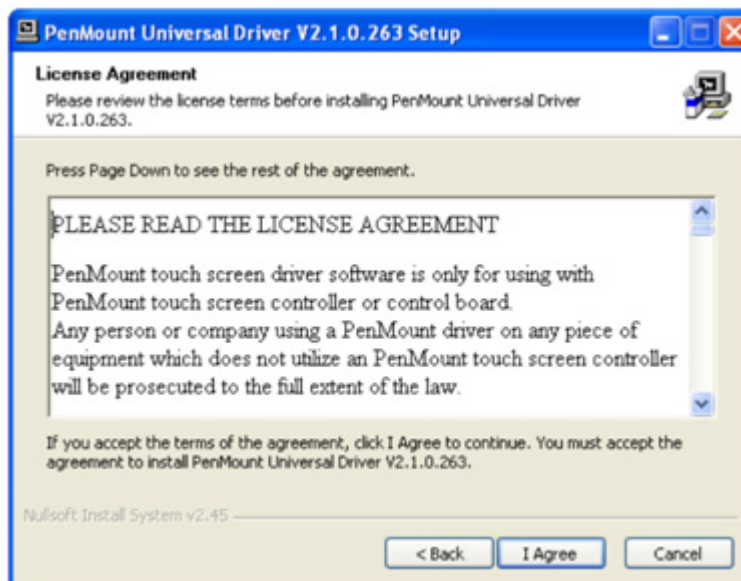 PenMount Universal Driver V2.1.0.263 Setup
License Agreement
Please review the license terms before installing PenMount Universal Driver
V2.1.0.263.
Press Page Down to see the rest of the agreement.
PLEASE READ THE LICENSE AGREEMENT
PenMount touch screen driver software is only for using with
PenMount touch screen controller or control board.
Any person or company using a PenMount driver on any piece of
equipment which does not utilize an PenMount touch screen controller
will be prosecuted to the full extent of the law.
If you accept the terms of the agreement, click I Agree to continue. You must accept the
agreement to install PenMount Universal Driver V2.1.0.263.
Nullsoft Install System v2.45
< Back I Agree Cancel